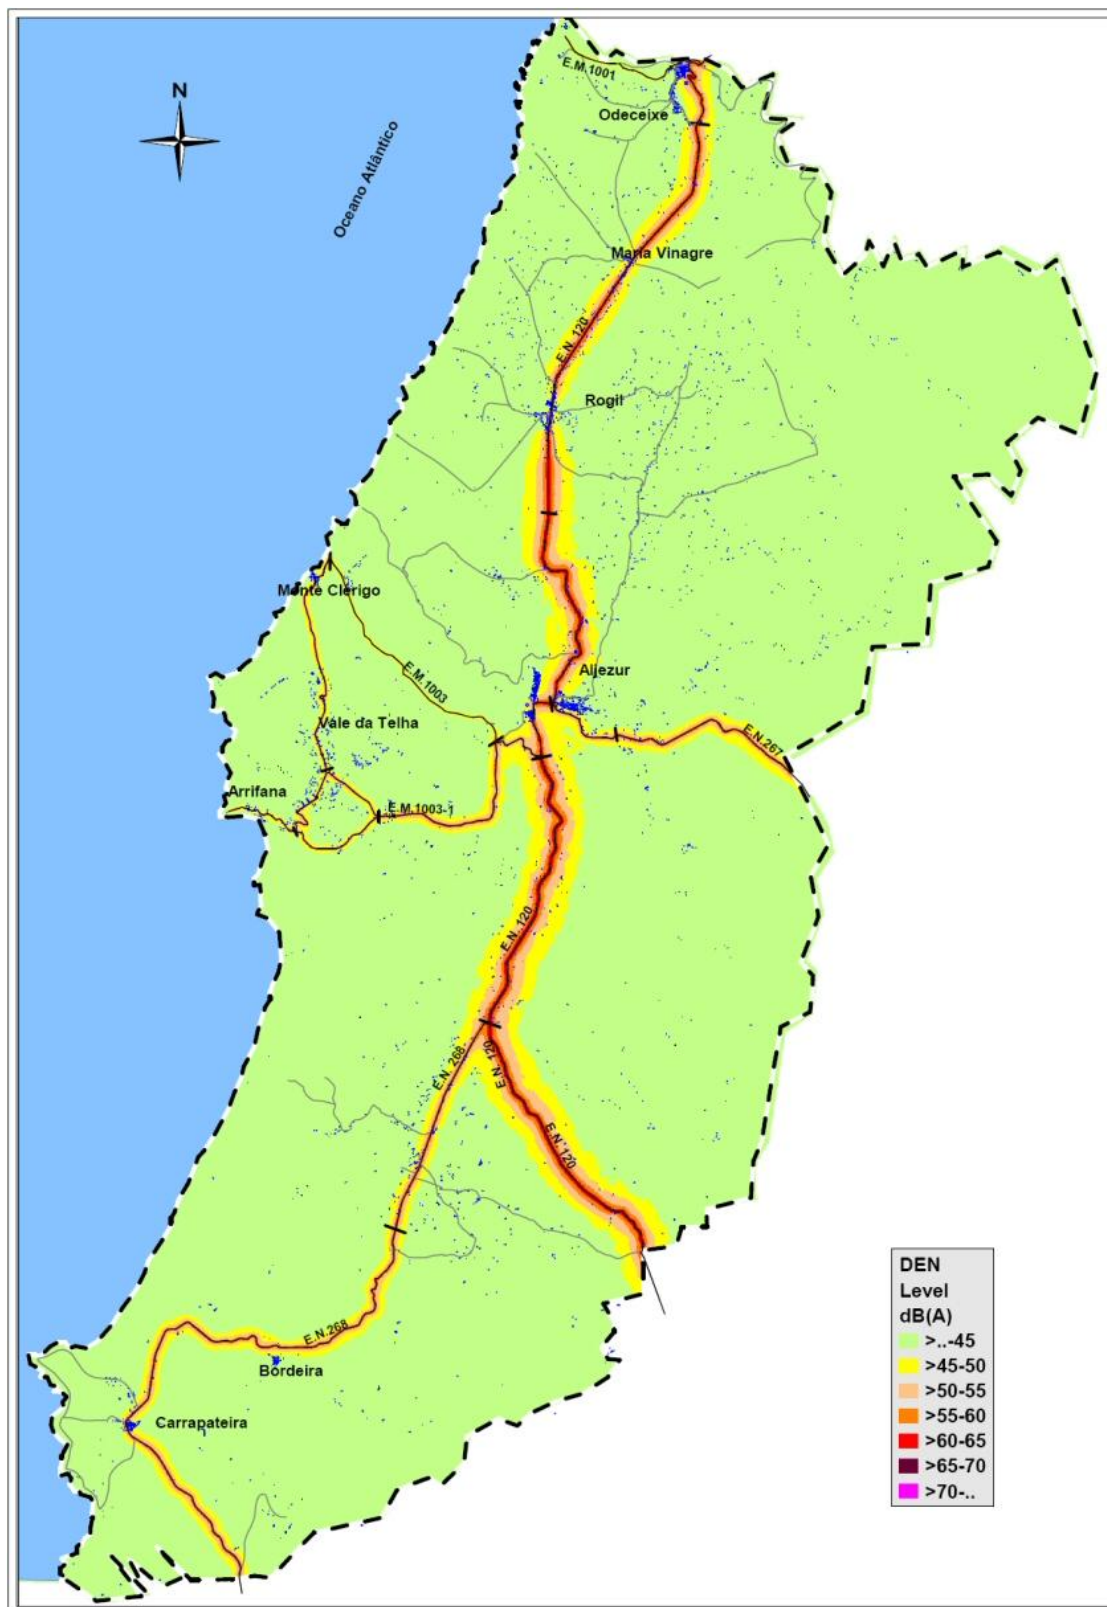 E.M.1001
N
Odeceixe
Oceano Atlântico
Maria Vinagre
E.N. 120
Rogil
Monte Clérigo
Aljezur
E.M.1003
Vale da Telha
E.N.267
Arrifana
E.M.1003-1
E.N. 120
E.N. 268
E.N. 120
E.N. 120
DEN
Level
dB(A)
>..-45
>45-50
>50-55
>55-60
>60-65
>65-70
>70-..
E.N.268
Bordeira
Carrapateira